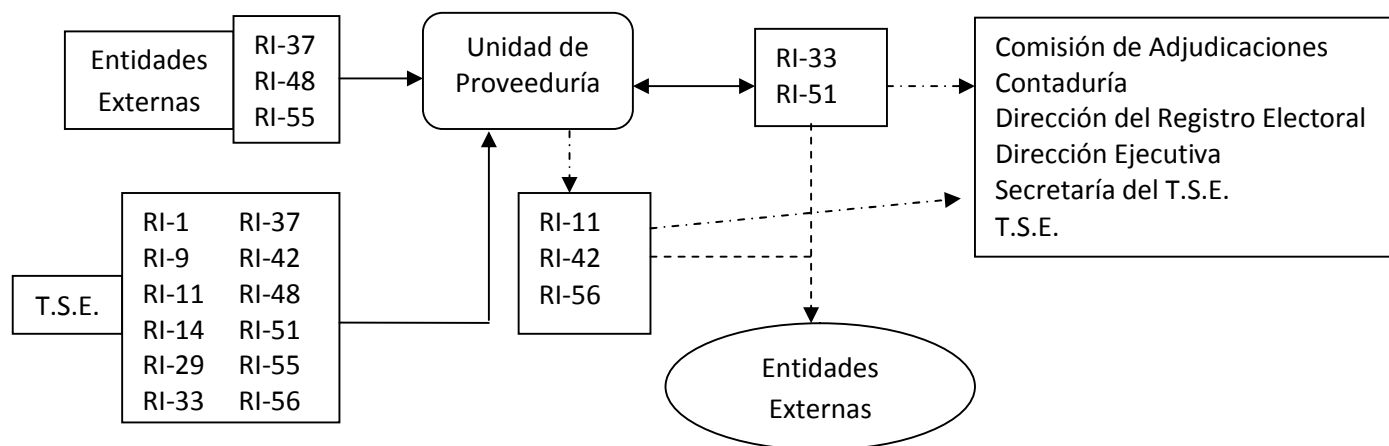 Entidades
Externas
RI-37
RI-48
RI-55
Unidad de
Proveeduría
RI-33
RI-51
Comisión de Adjudicaciones
Contaduría
Dirección del Registro Electoral
Dirección Ejecutiva
Secretaría del T.S.E.
T.S.E.
T.S.E.
RI-1 RI-37
RI-9 RI-42
RI-11 RI-48
RI-14 RI-51
RI-29 RI-55
RI-33 RI-56
RI-11
RI-42
RI-56
Entidades
Externas